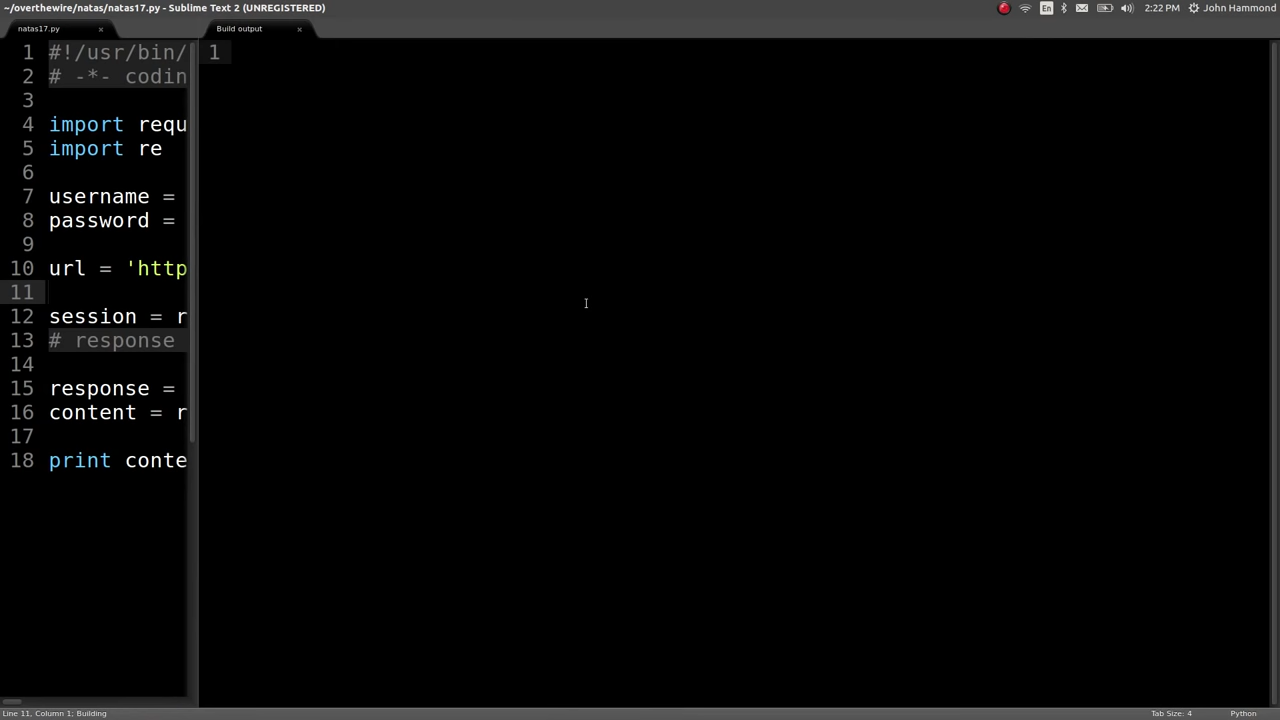 ~/overthewire/natas/natas17.py - Sublime Text 2 (UNREGISTERED)
En
2:22 PM
John Hammond
natas17.py
Build output
1 #!/usr/bin/
2 # -*- codin
3
4 import requ
5 import re
6
7 username =
8 password =
9
10 url = 'http
11
12 session = r
13 # response
14
15 response =
16 content = r
17
18 print conte
1
Line 11, Column 1; Building
Tab Size: 4
Python